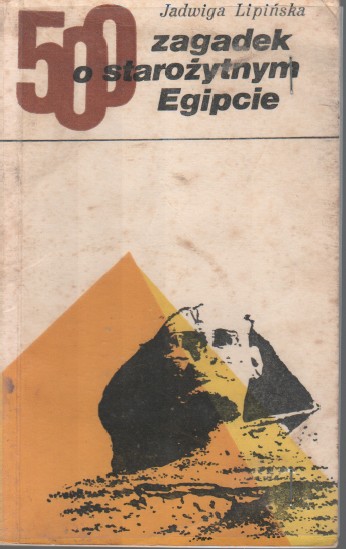 Jadwiga Lipińska
500 zagadek
o starożytnym
Egipcie